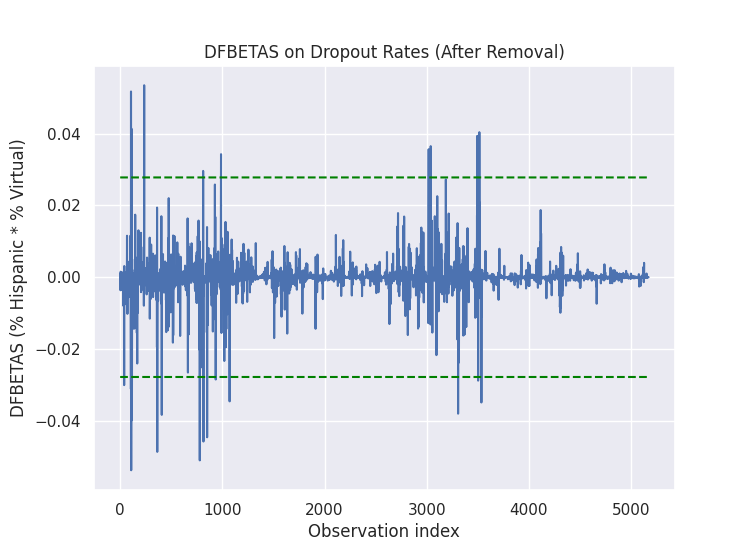 DFBETAS on Dropout Rates (After Removal)
DFBETAS (% Hispanic * % Virtual)
0.04
0.02
0.00
−0.02
−0.04
0 1000 2000 3000 4000 5000
Observation index